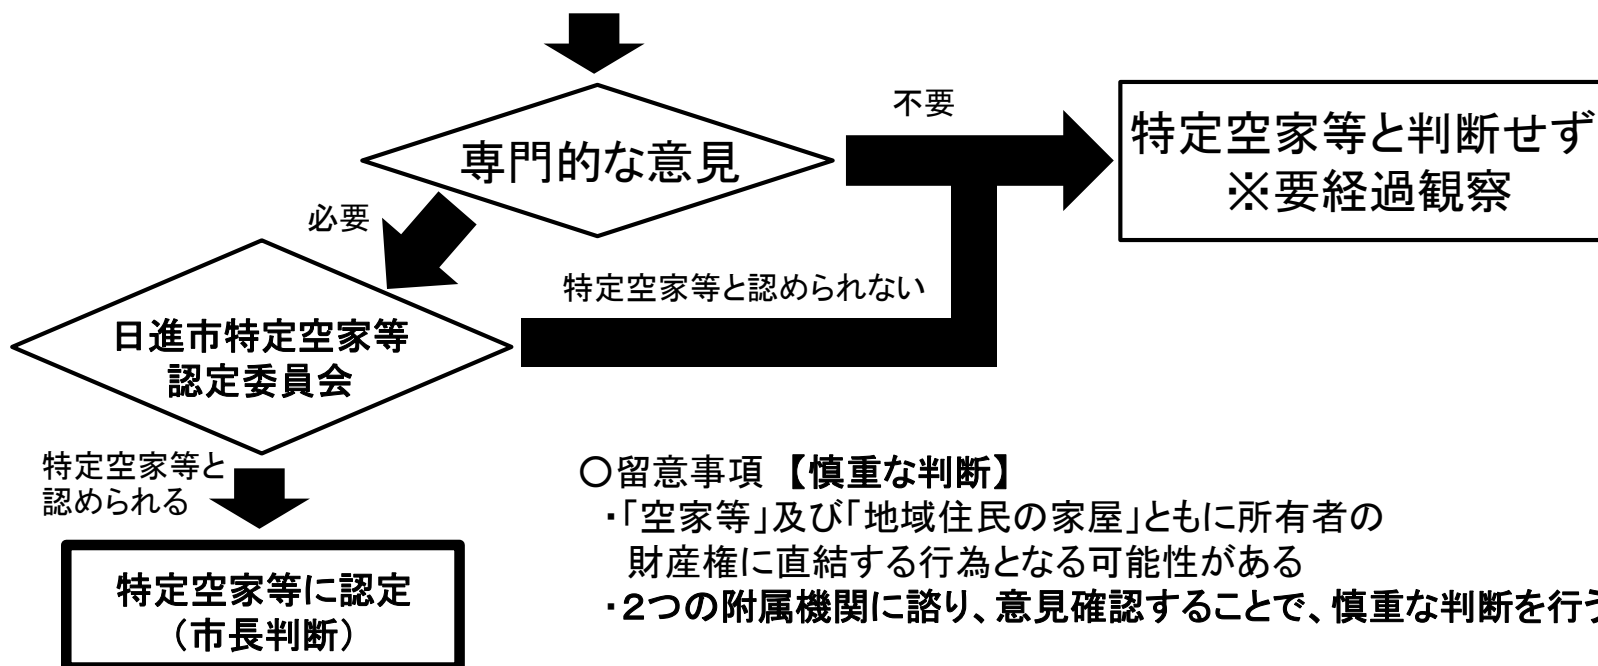 不要
専門的な意見
特定空家等と判断せず
※要経過観察
必要
特定空家等と認められない
日進市特定空家等
認定委員会
特定空家等と
認められる
特定空家等に認定
（市長判断）
○留意事項 【慎重な判断】
・「空家等」及び「地域住民の家屋」ともに所有者の
財産権に直結する行為となる可能性がある
・２つの附属機関に諮り、意見確認することで、慎重な判断を行う